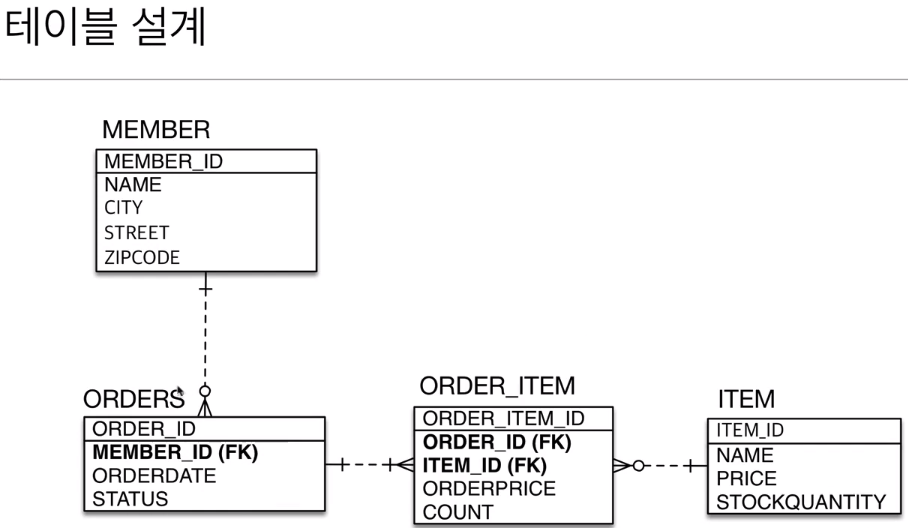 테이블 설계
MEMBER
MEMBER_ID
NAME
CITY
STREET
ZIPCODE
ORDERS
ORDER_ID
MEMBER_ID (FK)
ORDERDATE
STATUS
ORDER_ITEM
ORDER_ITEM_ID
ORDER_ID (FK)
ITEM_ID (FK)
ORDERPRICE
COUNT
ITEM
ITEM_ID
NAME
PRICE
STOCKQUANTITY